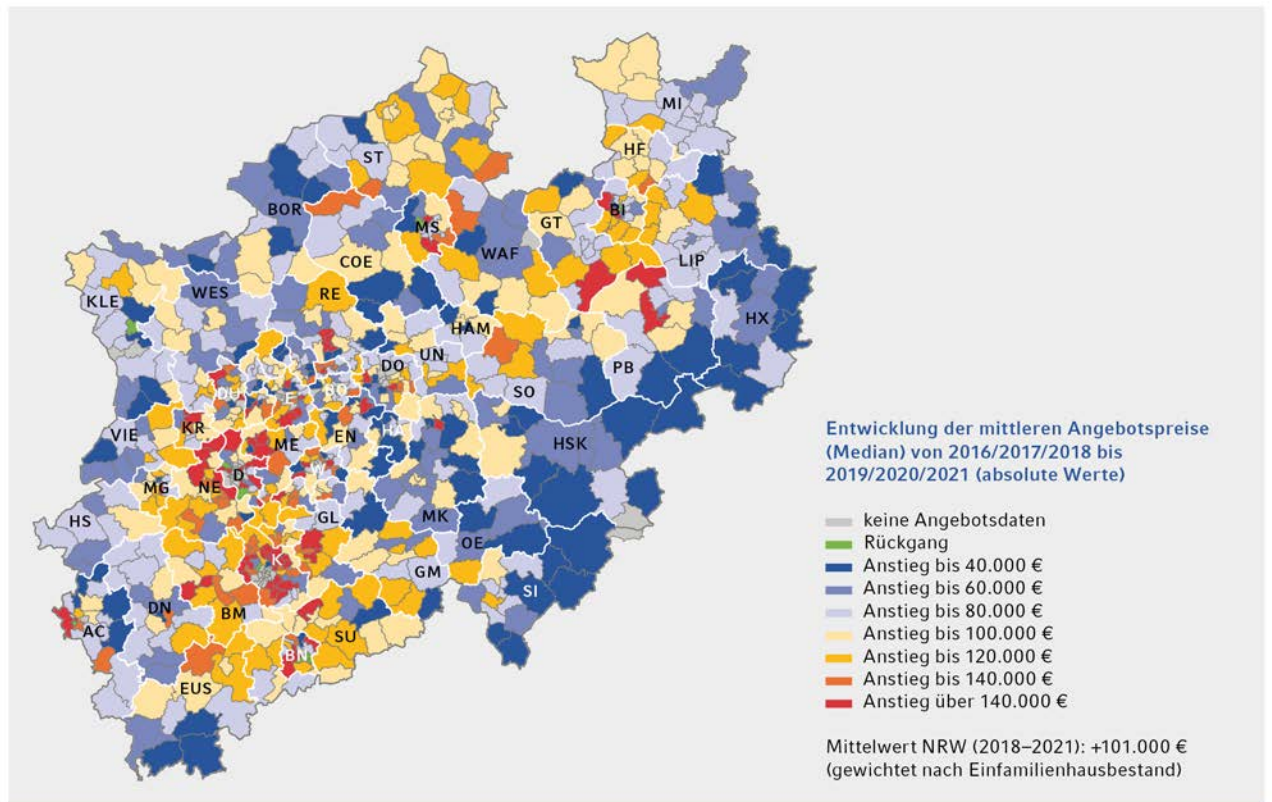 MI
HF
ST
BOR
BI
GT
MS
WAF
COE
LIP
RE
KLE
WES
HX
HAM
UN
DO
PB
DU
E
BO
SO
KR
VIE
ME
EN
HA
HSK
D
W
MG
NE
GL
MK
HS
OE
K
GM
SI
DN
BM
AC
SU
BN
EUS
Entwicklung der mittleren Angebotspreise
(Median) von 2016/2017/2018 bis
2019/2020/2021 (absolute Werte)
keine Angebotsdaten
Rückgang
Anstieg bis 40.000 €
Anstieg bis 60.000 €
Anstieg bis 80.000 €
Anstieg bis 100.000 €
Anstieg bis 120.000 €
Anstieg bis 140.000 €
Anstieg über 140.000 €
Mittelwert NRW (2018–2021): +101.000 €
(gewichtet nach Einfamilienhausbestand)